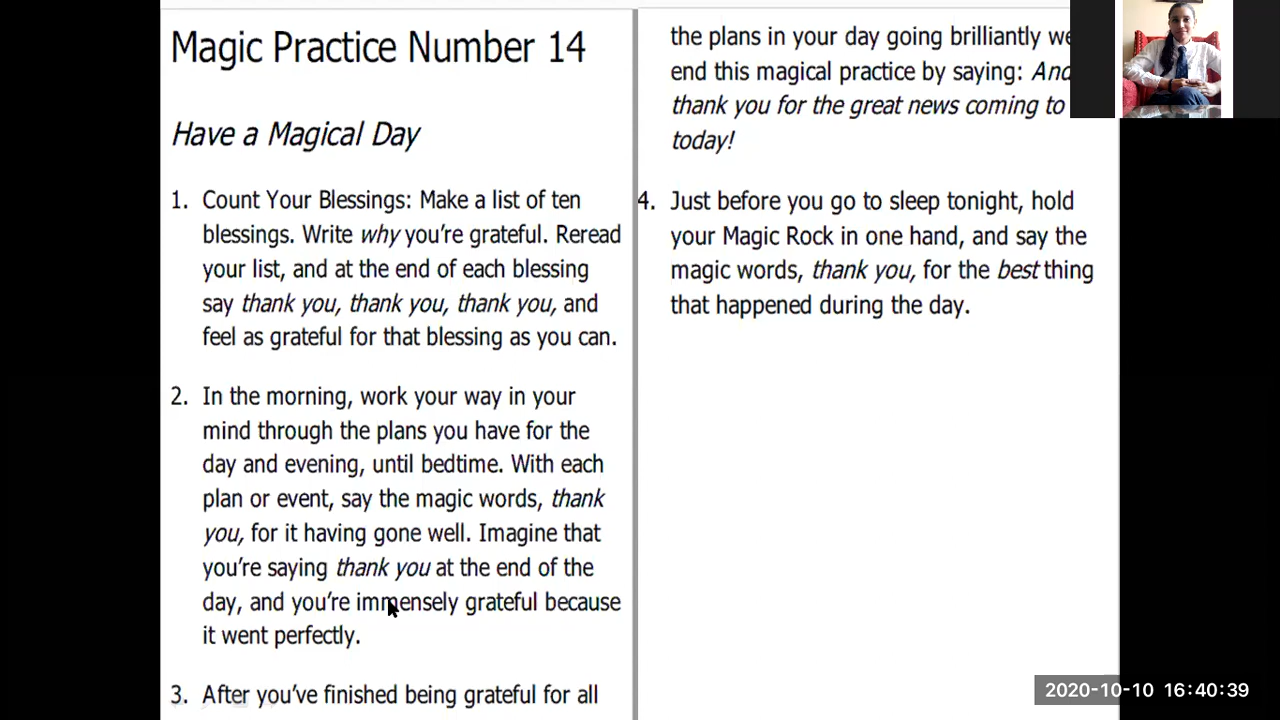 Magic Practice Number 14
Have a Magical Day
1. Count Your Blessings: Make a list of ten
blessings. Write why you're grateful. Reread
your list, and at the end of each blessing
say thank you, thank you, thank you, and
feel as grateful for that blessing as you can.
2. In the morning, work your way in your
mind through the plans you have for the
day and evening, until bedtime. With each
plan or event, say the magic words, thank
you, for it having gone well. Imagine that
you're saying thank you at the end of the
day, and you're immensely grateful because
it went perfectly.
3. After you've finished being grateful for all
the plans in your day going brilliantly
end this magical practice by saying: And
thank you for the great news coming to
today!
4. Just before you go to sleep tonight, hold
your Magic Rock in one hand, and say the
magic words, thank you, for the best thing
that happened during the day.
2020-10-10 16:40:39